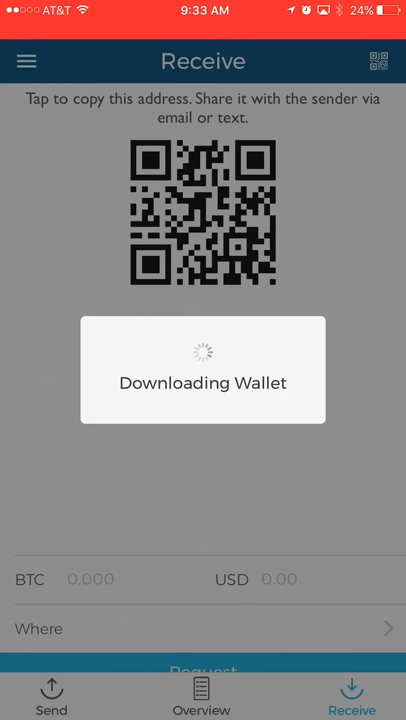 AT&T 9:33 AM 24%
Receive
Tap to copy this address. Share it with the sender via
email or text.
Downloading Wallet
BTC 0.000 USD 0.00
Where
Request
Send Overview Receive